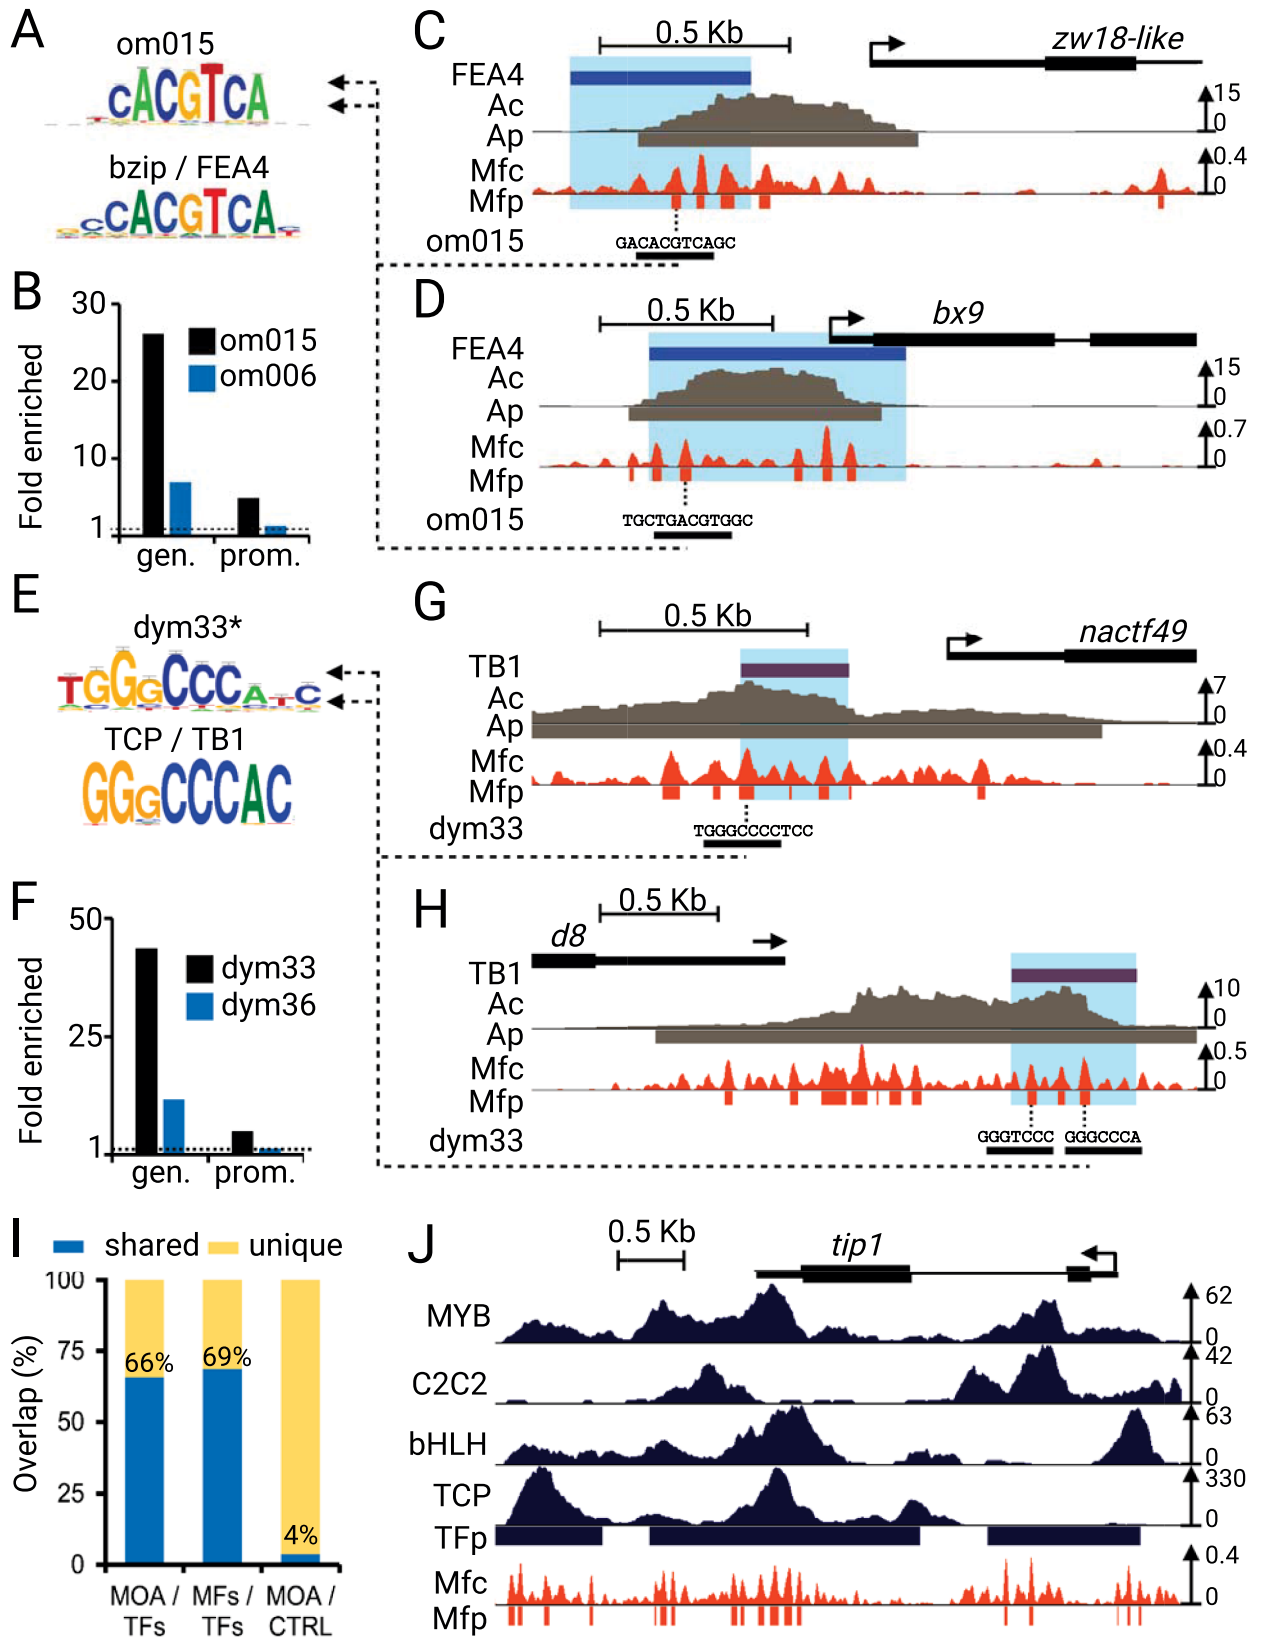 A
om015
cACGTCA
bzip / FEA4
gcCACGTCAc
B
30
20
10
1
Fold enriched
om015
om006
gen.
prom.
C
0.5 Kb
zw18-like
FEA4
Ac
15
0
Ap
Mfc
0.4
0
Mfp
om015
GACACGTCAGC
D
0.5 Kb
bx9
FEA4
Ac
15
0
Ap
Mfc
0.7
0
Mfp
om015
TGCTGACGTGGC
E
dym33*
TGGgCCCATC
TCP / TB1
GGgCCCAC
F
50
25
1
Fold enriched
dym33
dym36
gen.
prom.
G
0.5 Kb
nactf49
TB1
Ac
7
0
Ap
Mfc
0.4
0
Mfp
dym33
TGGGCCCCTCC
H
0.5 Kb
d8
TB1
Ac
10
0
Ap
Mfc
0.5
0
Mfp
dym33
GGGTCCC GGGCCCA
I
shared unique
100
75
50
25
0
Overlap (%)
66%
69%
4%
MOA / TFs
MFs / TFs
MOA / CTRL
J
0.5 Kb
tip1
MYB
62
0
C2C2
42
0
bHLH
63
0
TCP
330
0
TFp
Mfc
0.4
0
Mfp